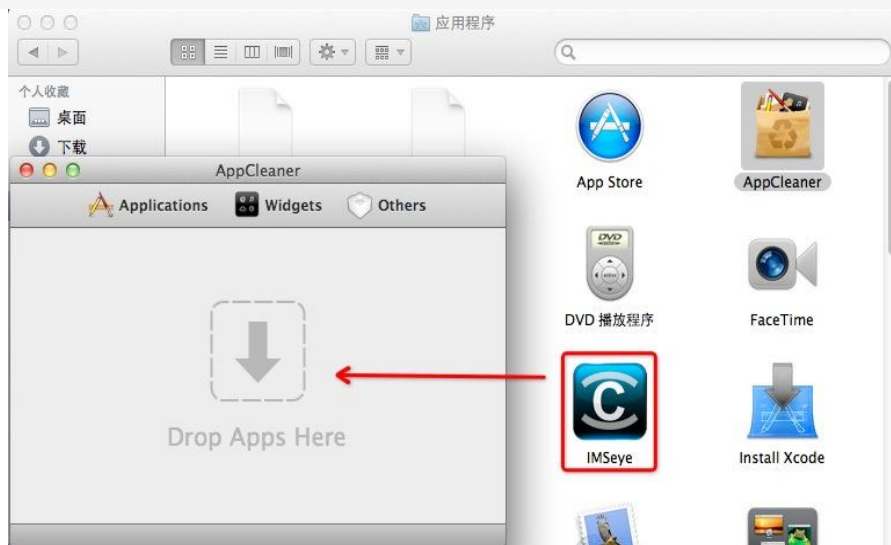 应用程序
个人收藏
桌面
下载
AppCleaner
Applications
Widgets
Others
Drop Apps Here
App Store
AppCleaner
DVD
DVD 播放程序
FaceTime
C
IMSeye
Install Xcode